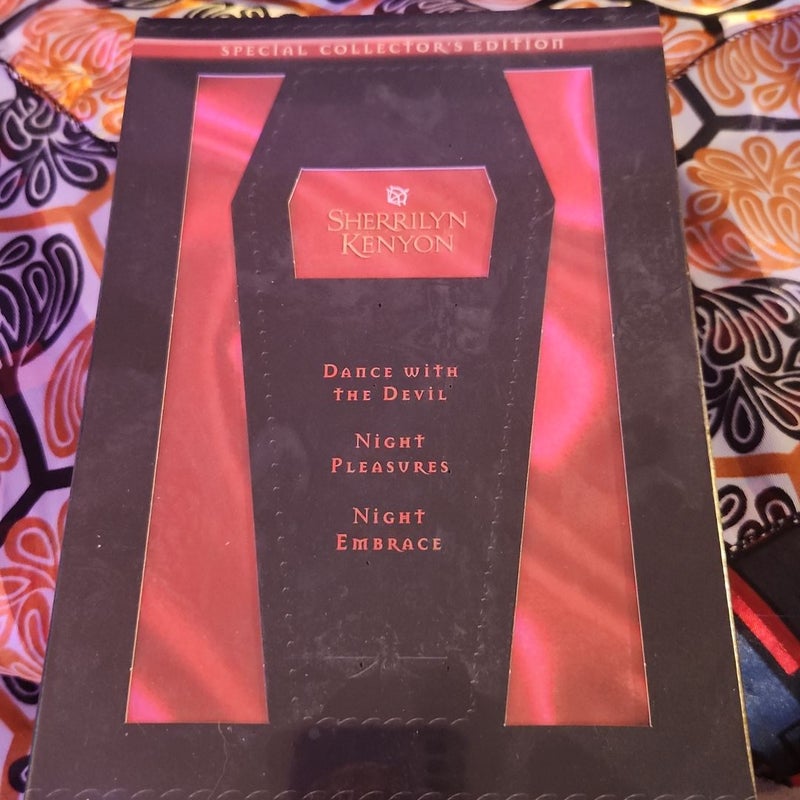 SPECIAL COLLECTOR'S EDITION
SHERRILYN
KENYON
DANCE WITH
THE DEVIL
NIGHT
PLEASURES
NIGHT
EMBRACE